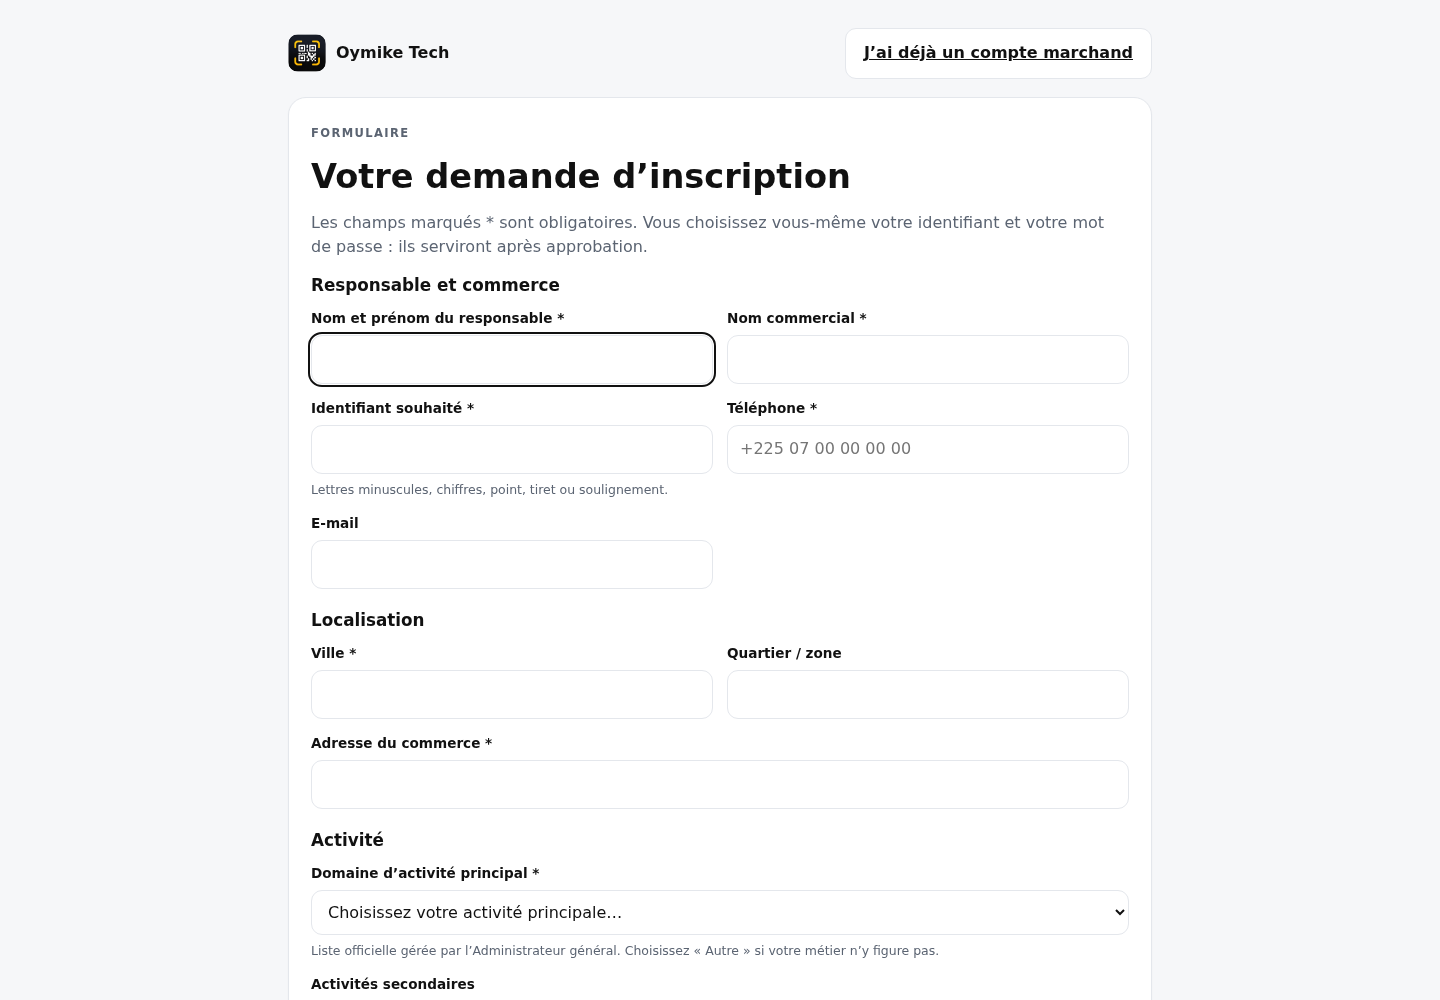 Oymike Tech
J’ai déjà un compte marchand
FORMULAIRE
Votre demande d’inscription
Les champs marqués * sont obligatoires. Vous choisissez vous-même votre identifiant et votre mot
de passe : ils serviront après approbation.
Responsable et commerce
Nom et prénom du responsable *
Nom commercial *
Identifiant souhaité *
Téléphone *
+225 07 00 00 00 00
Lettres minuscules, chiffres, point, tiret ou soulignement.
E-mail
Localisation
Ville *
Quartier / zone
Adresse du commerce *
Activité
Domaine d’activité principal *
Choisissez votre activité principale…
Liste officielle gérée par l’Administrateur général. Choisissez « Autre » si votre métier n’y figure pas.
Activités secondaires